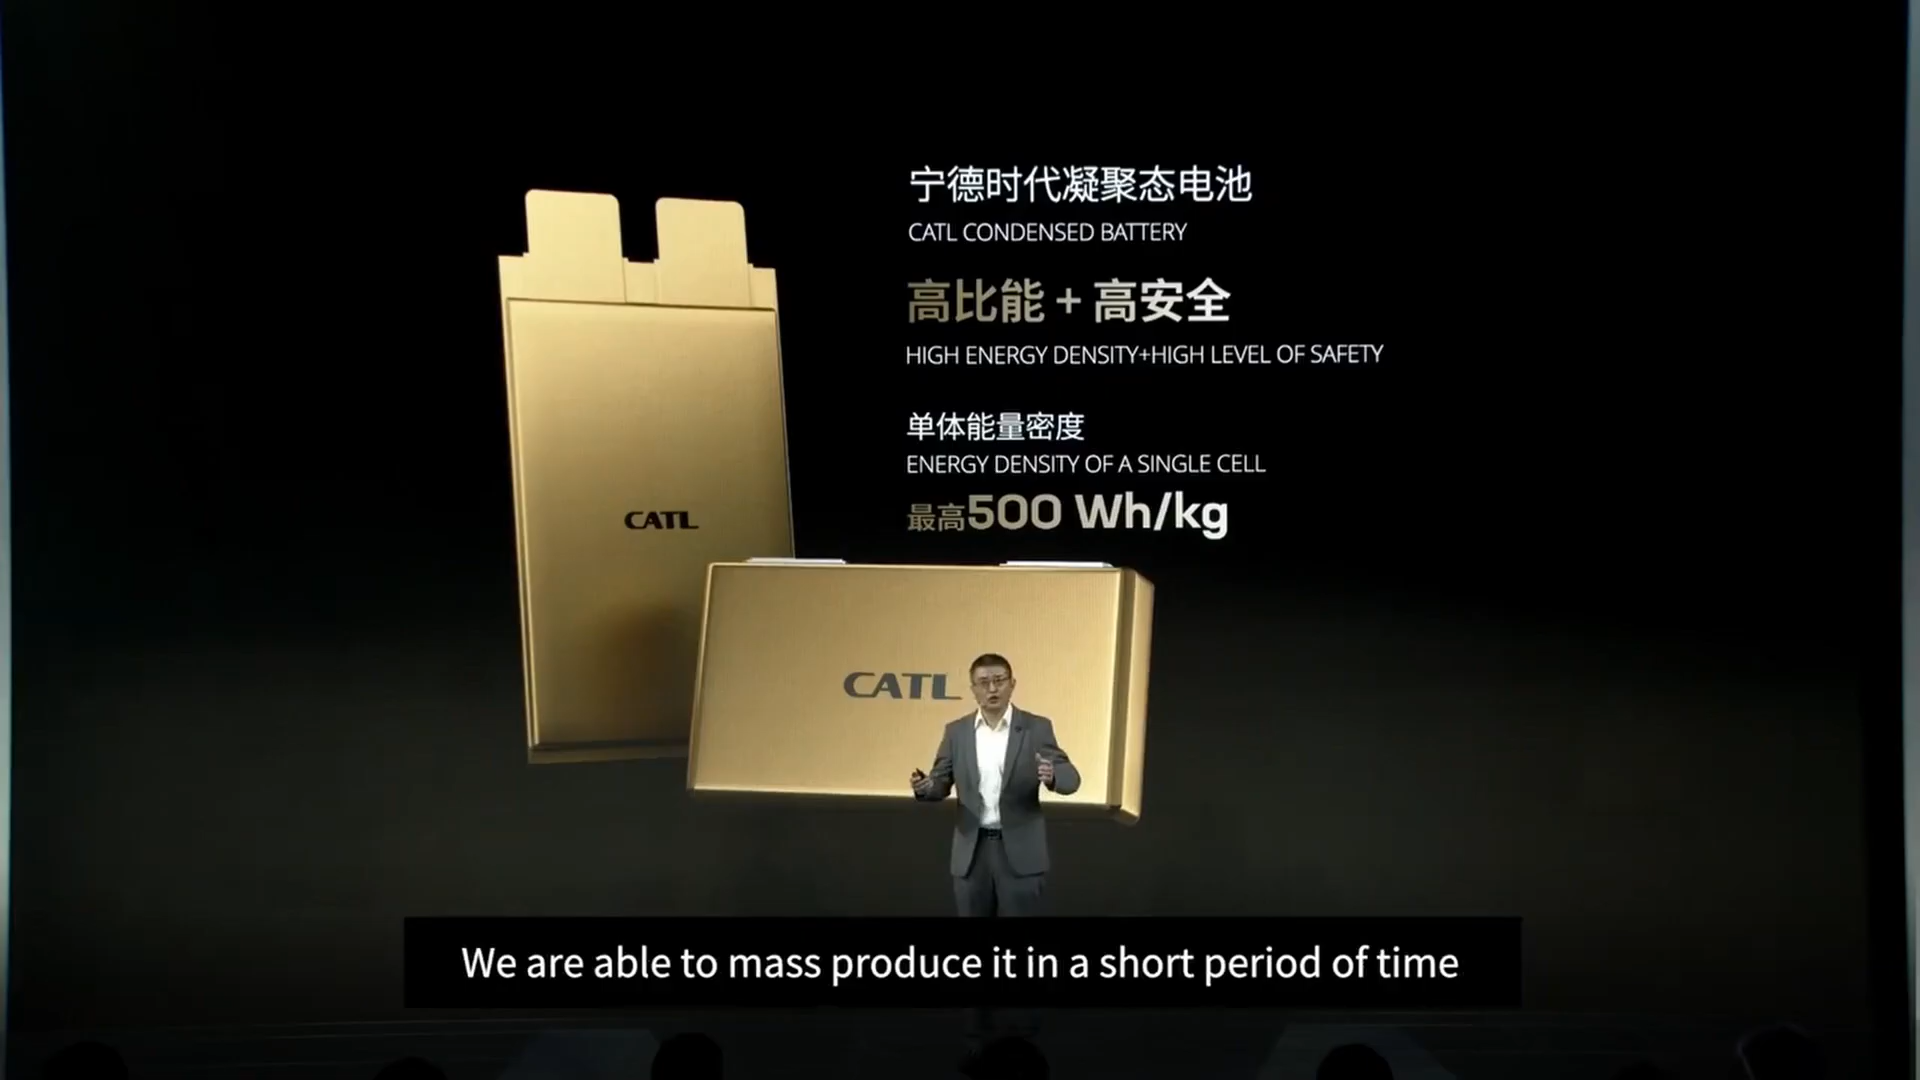 宁德时代凝聚态电池
CATL CONDENSED BATTERY
高比能 + 高安全
HIGH ENERGY DENSITY+HIGH LEVEL OF SAFETY
单体能量密度
ENERGY DENSITY OF A SINGLE CELL
最高500 Wh/kg
CATL
CATL
We are able to mass produce it in a short period of time